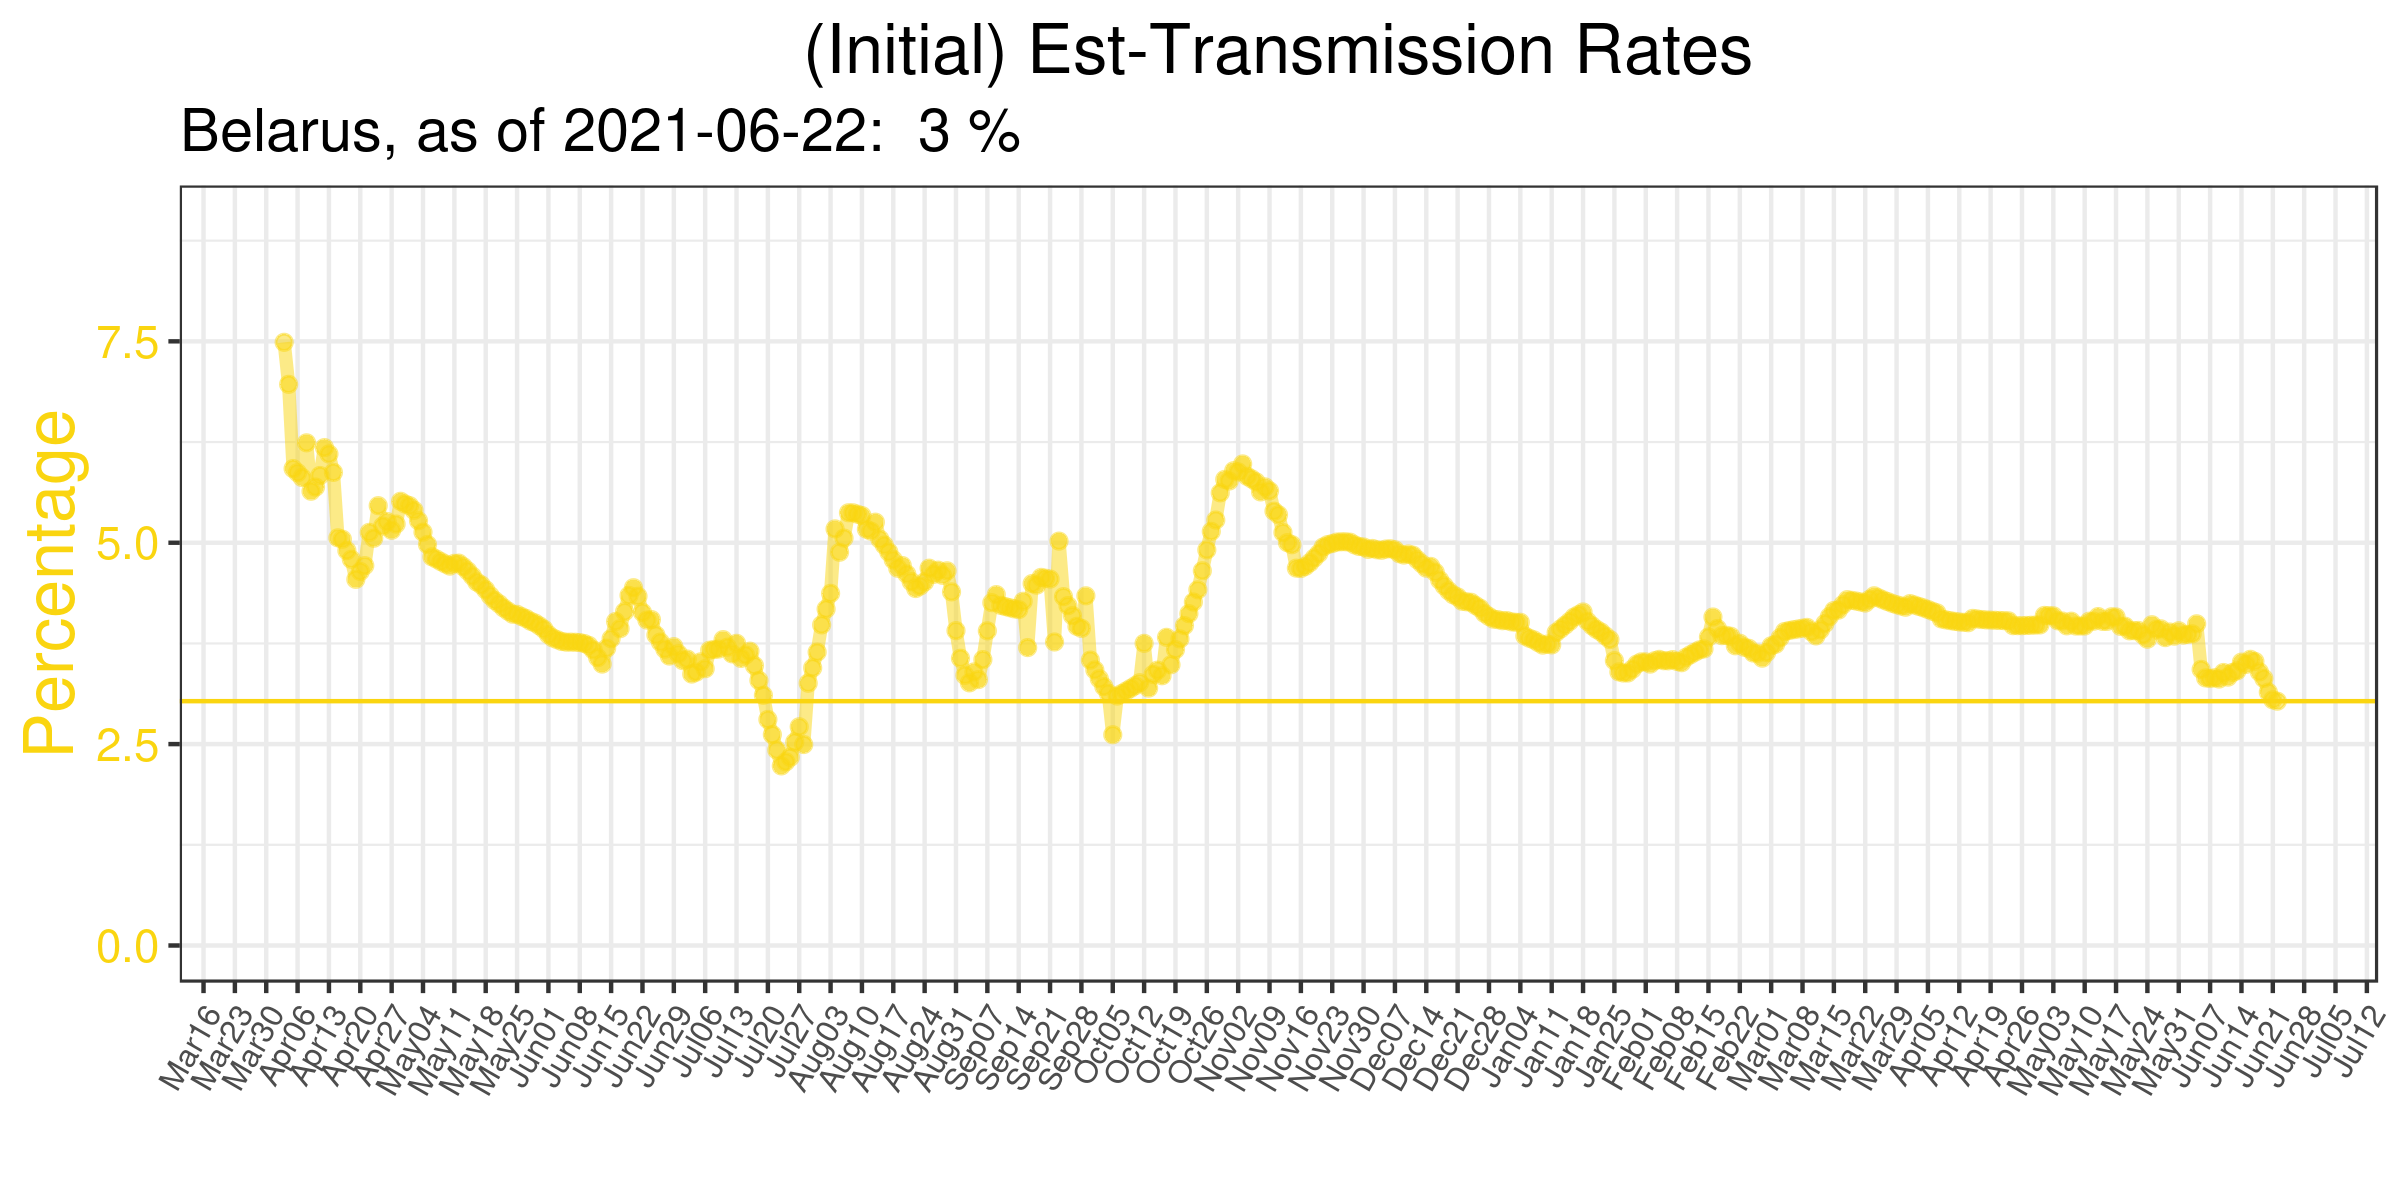 (Initial) Est-Transmission Rates
Belarus, as of 2021-06-22:  3 %
Percentage
7.5
5.0
2.5
0.0
Mar16
Mar23
Mar30
Apr06
Apr13
Apr20
Apr27
May04
May11
May18
May25
Jun01
Jun08
Jun15
Jun22
Jun29
Jul06
Jul13
Jul20
Jul27
Aug03
Aug10
Aug17
Aug24
Aug31
Sep07
Sep14
Sep21
Sep28
Oct05
Oct12
Oct19
Oct26
Nov02
Nov09
Nov16
Nov23
Nov30
Dec07
Dec14
Dec21
Dec28
Jan04
Jan11
Jan18
Jan25
Feb01
Feb08
Feb15
Feb22
Mar01
Mar08
Mar15
Mar22
Mar29
Apr05
Apr12
Apr19
Apr26
May03
May10
May17
May24
May31
Jun07
Jun14
Jun21
Jun28
Jul05
Jul12